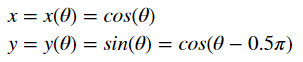 x = x(θ) = cos(θ)
y = y(θ) = sin(θ) = cos(θ − 0.5π)